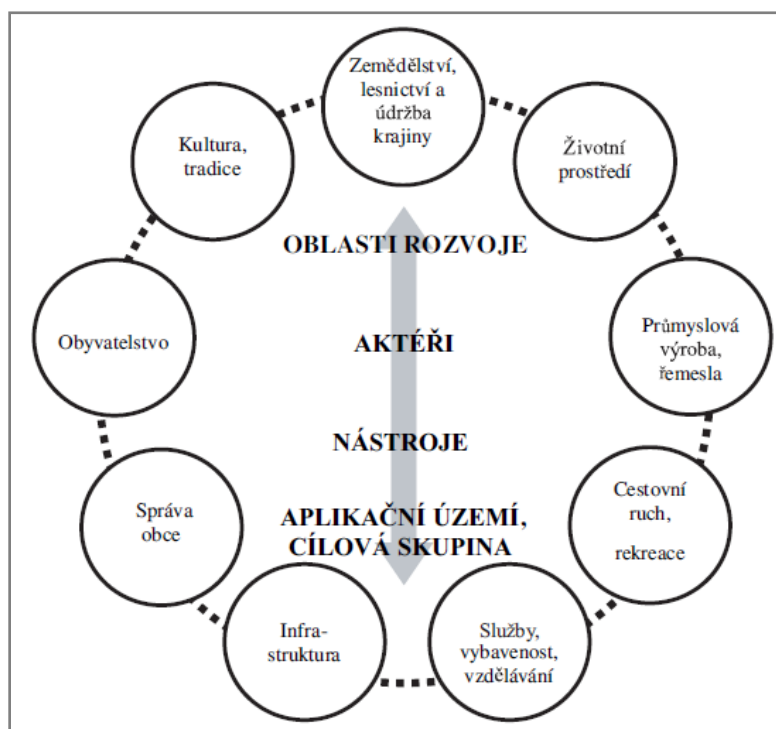 Zemědělství,
lesnictví a
údržba
krajiny
Životní
prostředí
Průmyslová
výroba,
řemesla
Cestovní
ruch,
rekreace
Služby,
vybavenost,
vzdělávání
Infra-
struktura
Správa
obce
Obyvatelstvo
Kultura,
tradice
OBLASTI ROZVOJE
AKTÉŘI
NÁSTROJE
APLIKAČNÍ ÚZEMÍ,
CÍLOVÁ SKUPINA